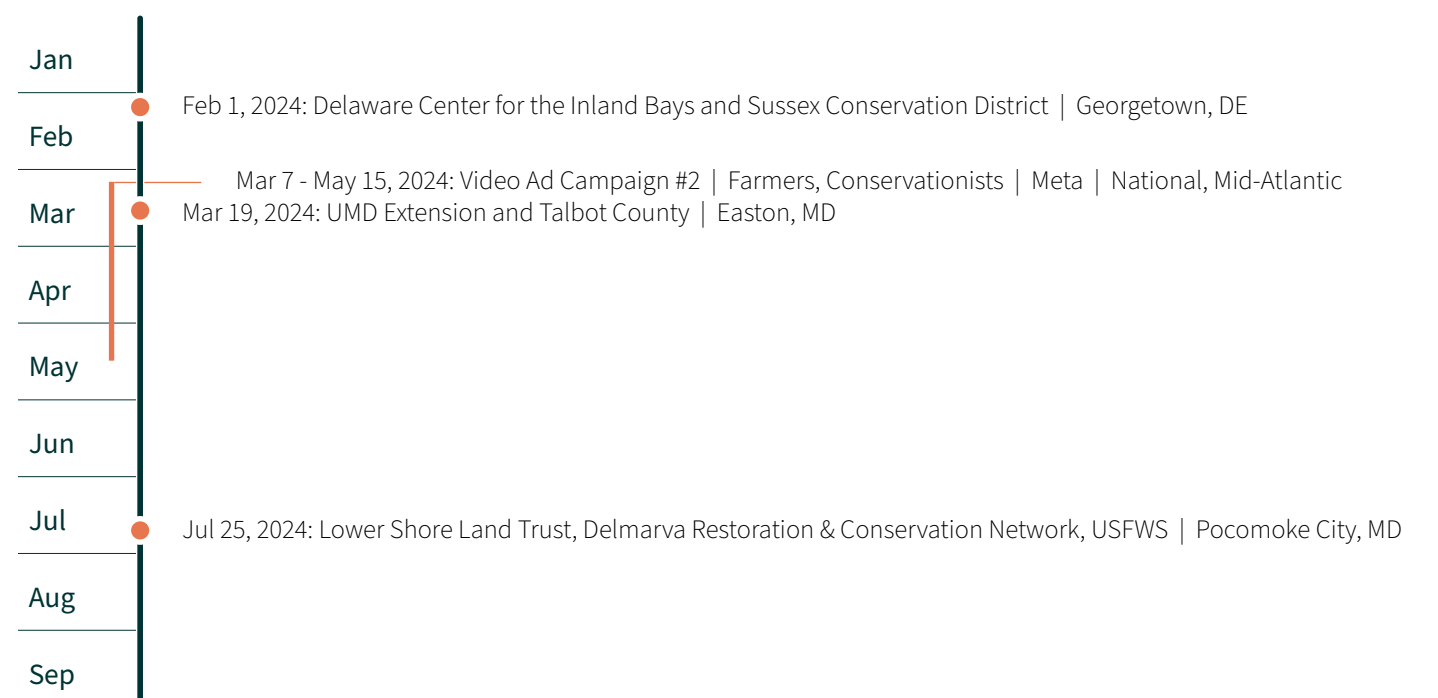 Jan
Feb 1, 2024: Delaware Center for the Inland Bays and Sussex Conservation District | Georgetown, DE
Feb
Mar 7 - May 15, 2024: Video Ad Campaign #2 | Farmers, Conservationists | Meta | National, Mid-Atlantic
Mar
Mar 19, 2024: UMD Extension and Talbot County | Easton, MD
Apr
May
Jun
Jul
Jul 25, 2024: Lower Shore Land Trust, Delmarva Restoration & Conservation Network, USFWS | Pocomoke City, MD
Aug
Sep